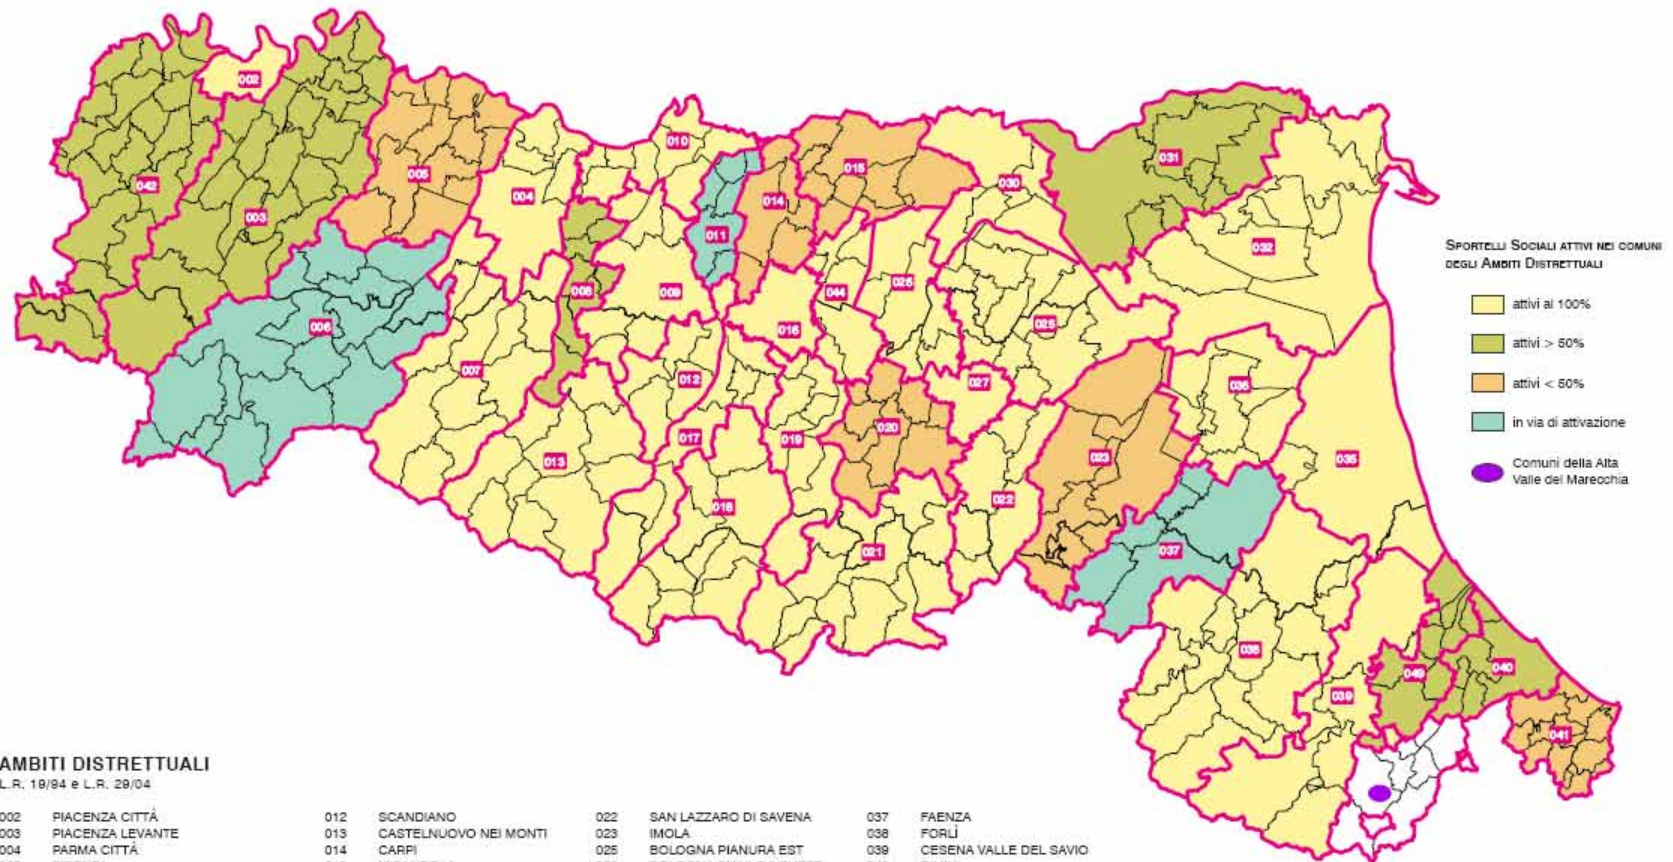 002
010
015
031
005
030
014
042
004
003
011
032
026
009
044
006
016
025
007
012
027
036
020
017
019
013
023
035
022
018
021
037
038
049
040
039
041
SPORTELLI SOCIALI ATTIVI NEI COMUNI
DEGLI AMBITI DISTRETTUALI
attivi al 100%
attivi > 50%
attivi < 50%
in via di attivazione
Comuni della Alta
Valle del Marecchia
AMBITI DISTRETTUALI
L.R. 19/94 e L.R. 29/04
002 PIACENZA CITTÀ 012 SCANDIANO 022 SAN LAZZARO DI SAVENA 037 FAENZA
003 PIACENZA LEVANTE 013 CASTELNUOVO NEI MONTI 023 IMOLA 038 FORLÌ
004 PARMA CITTÀ 014 CARPI 025 BOLOGNA PIANURA EST 039 CESENA VALLE DEL SAVIO